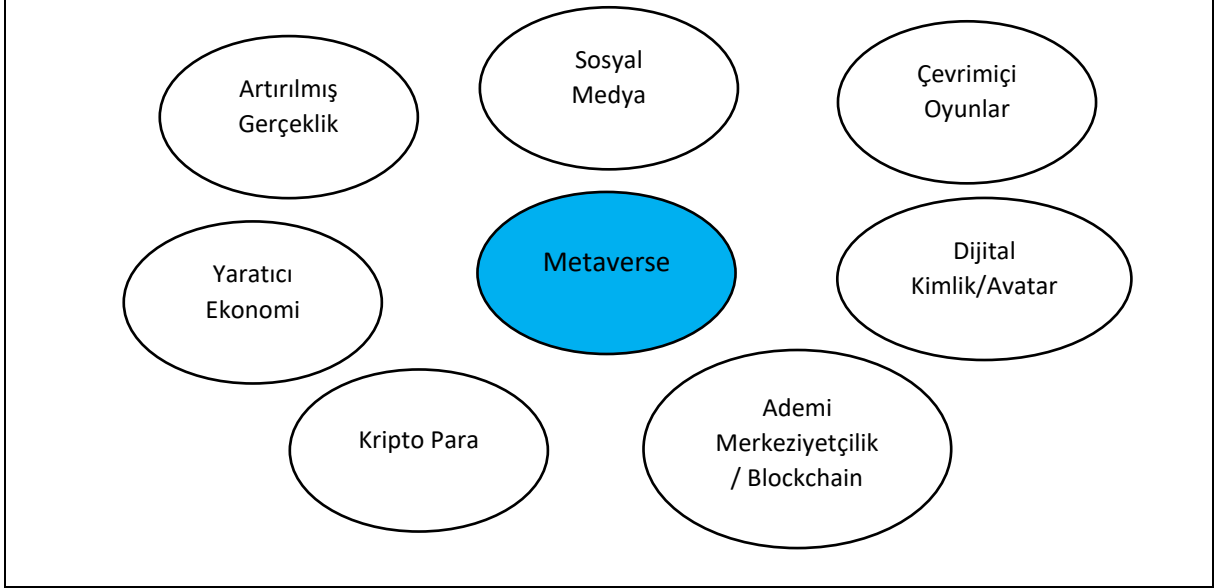 Artırılmış
Gerçeklik
Sosyal
Medya
Çevrimiçi
Oyunlar
Yaratıcı
Ekonomi
Metaverse
Dijital
Kimlik/Avatar
Kripto Para
Ademi
Merkeziyetçilik
/ Blockchain